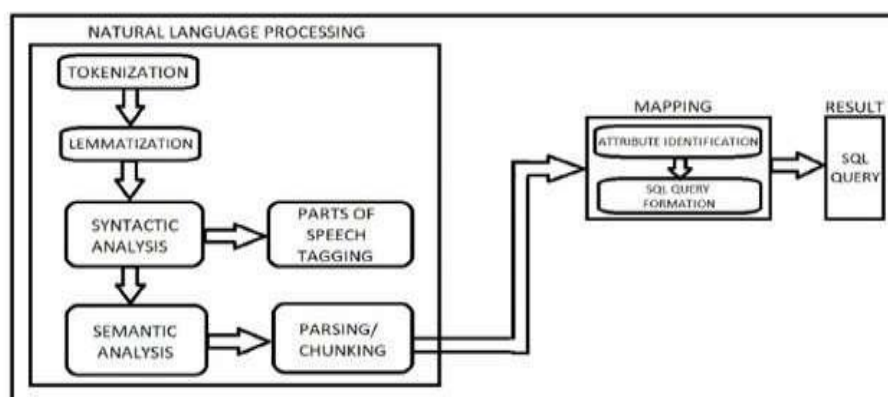 NATURAL LANGUAGE PROCESSING
TOKENIZATION
LEMMATIZATION
SYNTACTIC
ANALYSIS
PARTS OF
SPEECH
TAGGING
SEMANTIC
ANALYSIS
PARSING/
CHUNKING
MAPPING
ATTRIBUTE IDENTIFICATION
SQL QUERY
FORMATION
RESULT
SQL
QUERY